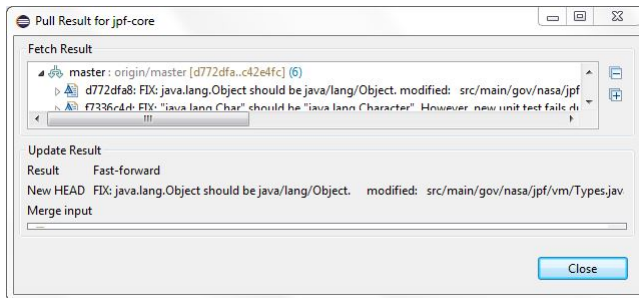 Pull Result for jpf-core
Fetch Result
master : origin/master [d772dfa..c42e4fc] (6)
d772dfa8: FIX: java.lang.Object should be java/lang/Object. modified: src/main/gov/nasa/jpf
f7336c4d: FIX: "java.lang.Char" should be "java.lang.Character". However, new unit test fails du
Update Result
Result Fast-forward
New HEAD FIX: java.lang.Object should be java/lang/Object. modified: src/main/gov/nasa/jpf/vm/Types.jav
Merge input
Close